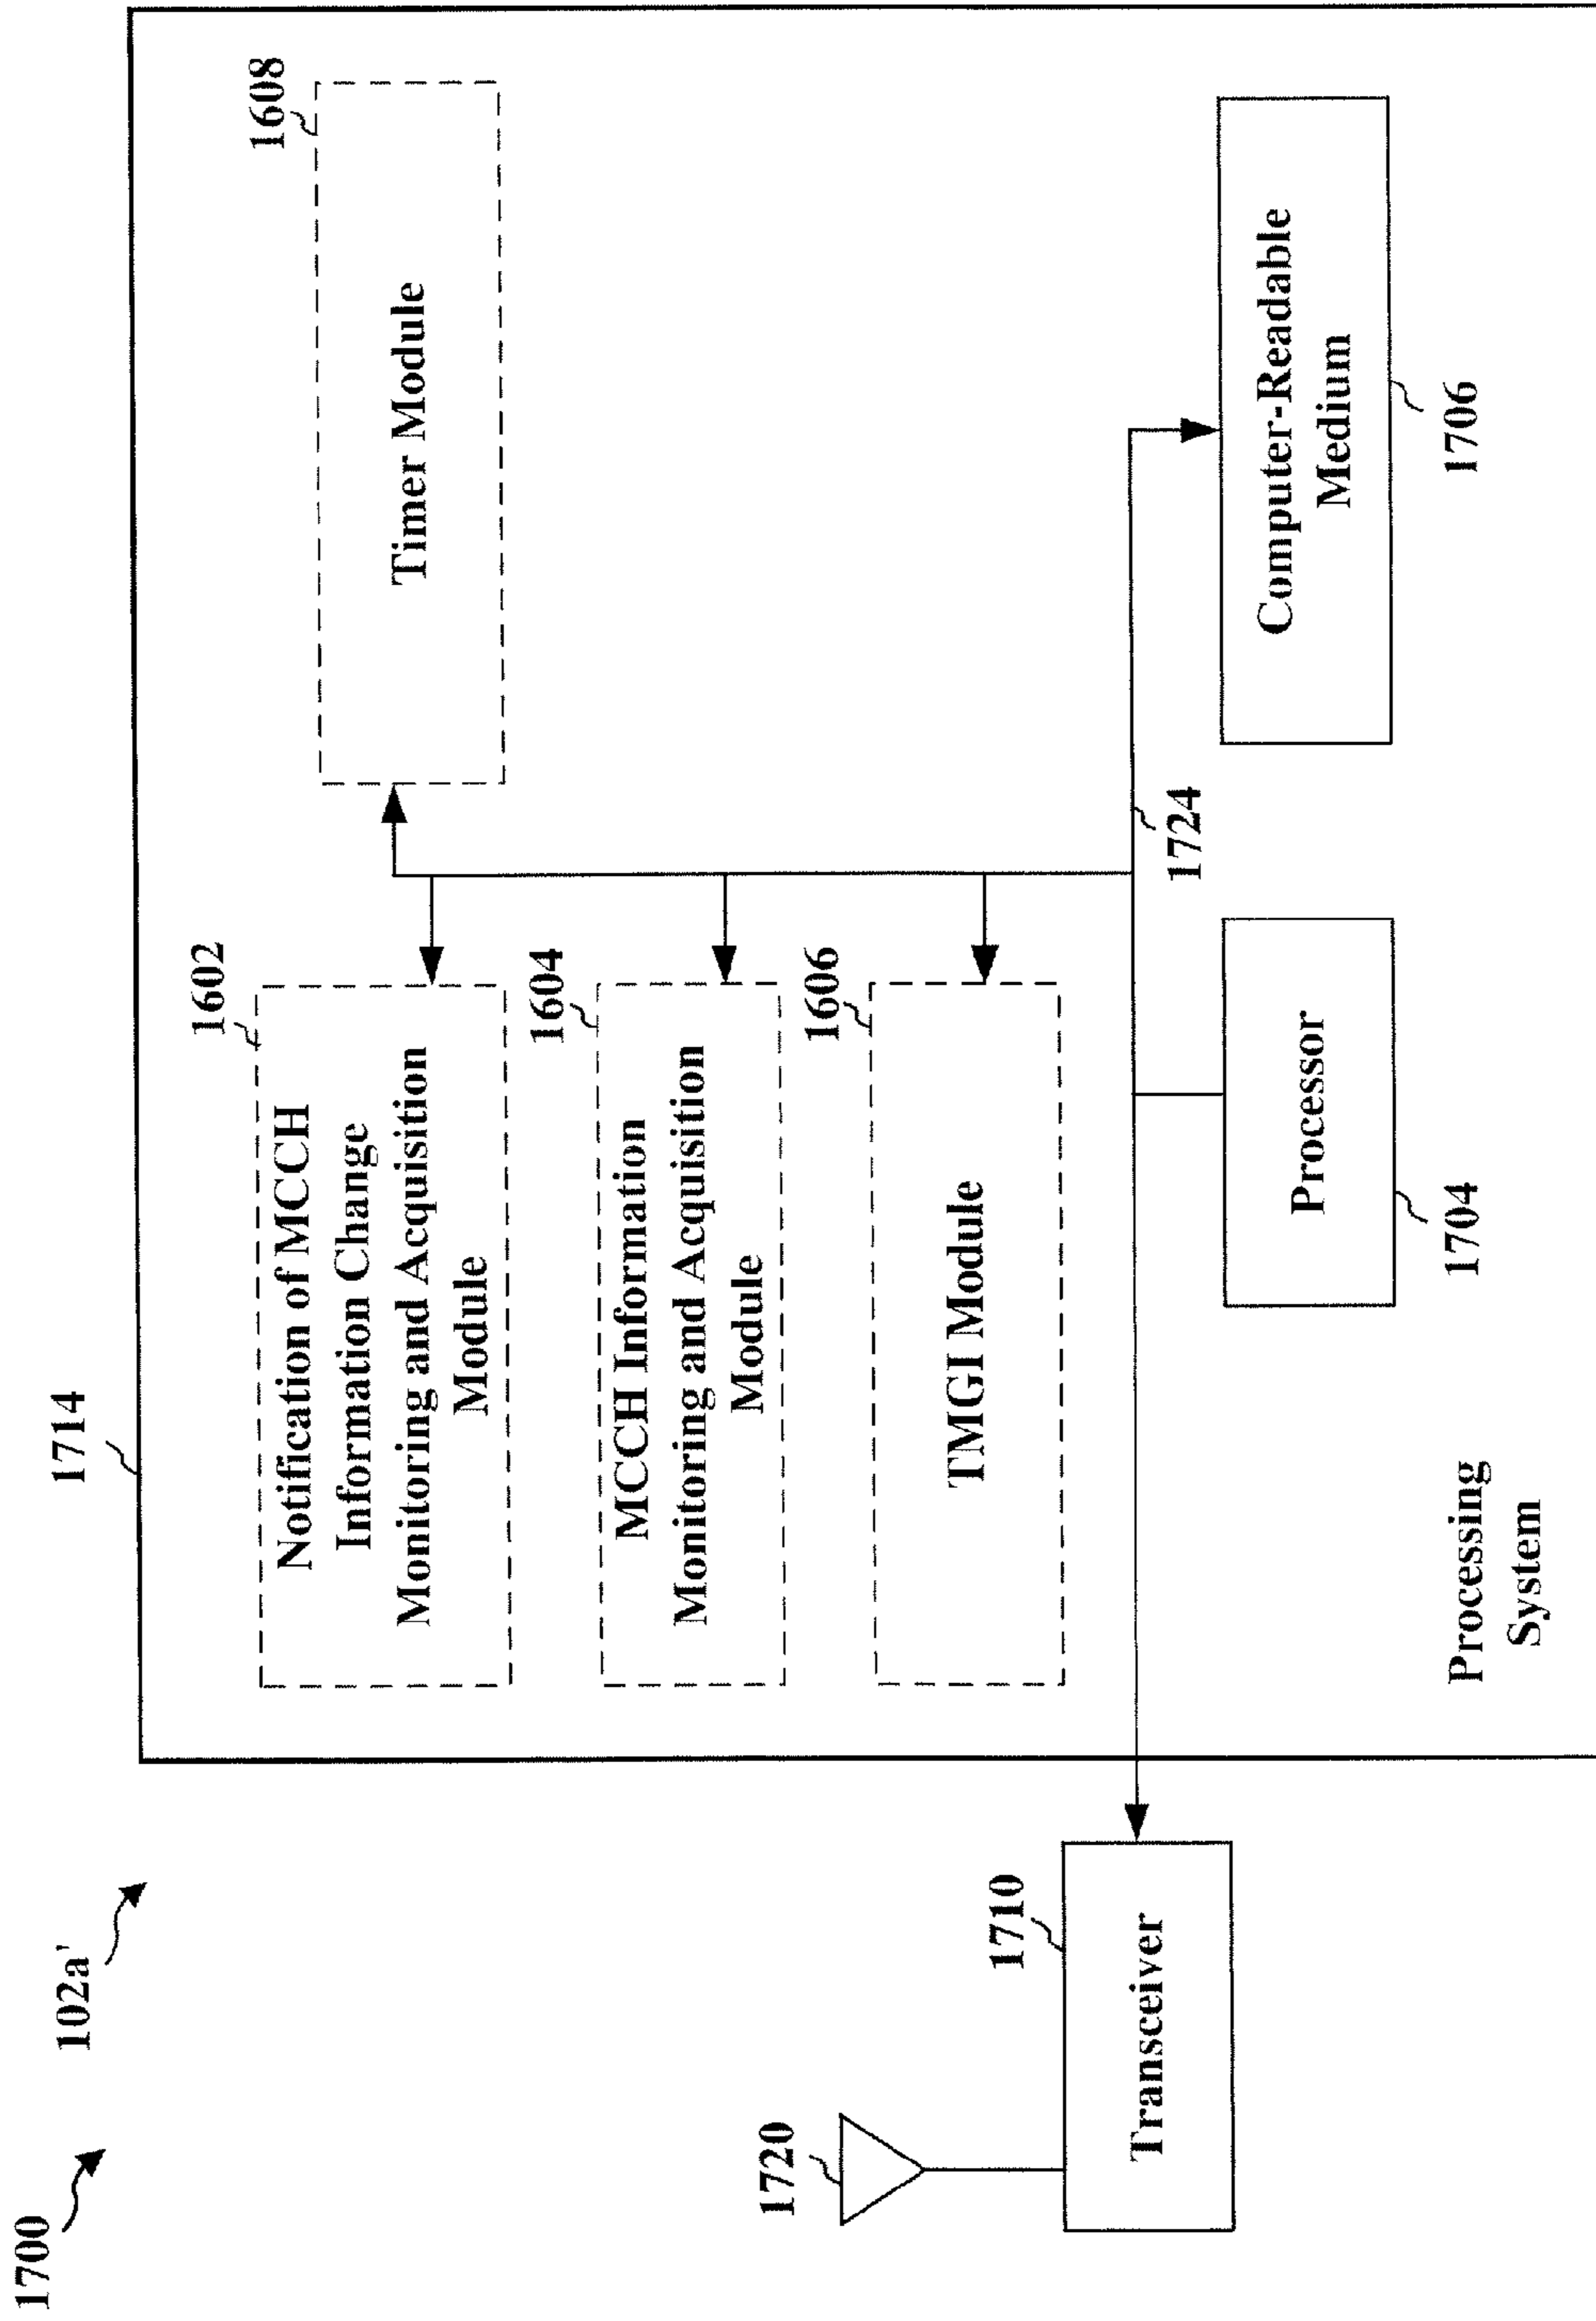 1700
102a'
1714
1602
Notification of MCCH
Information Change
Monitoring and Acquisition
Module
1608
Timer Module
1604
MCCH Information
Monitoring and Acquisition
Module
1606
TMGI Module
1720
1710
Transceiver
1724
Processor
1704
Computer-Readable
Medium
1706
Processing
System